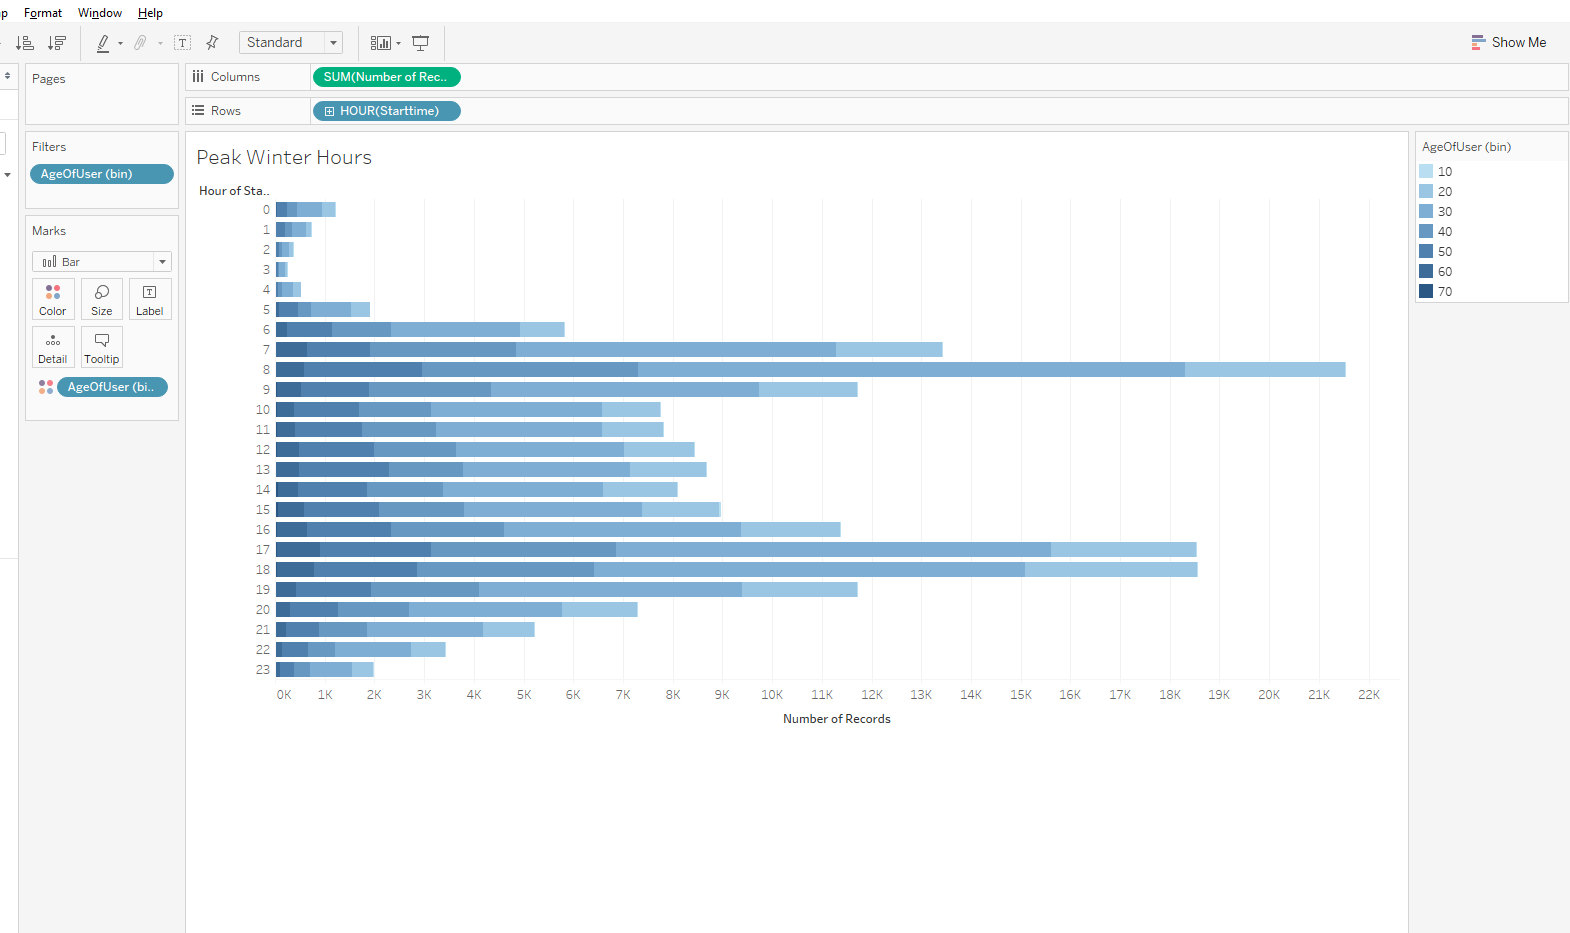 p Format Window Help
Standard
Show Me
Pages
Columns SUM(Number of Rec..
Rows HOUR(Starttime)
Filters
AgeOfUser (bin)
Marks
Bar
Color Size Label
Detail Tooltip
AgeOfUser (bi..
Peak Winter Hours
Hour of Sta..
0
1
2
3
4
5
6
7
8
9
10
11
12
13
14
15
16
17
18
19
20
21
22
23
0K 1K 2K 3K 4K 5K 6K 7K 8K 9K 10K 11K 12K 13K 14K 15K 16K 17K 18K 19K 20K 21K 22K
Number of Records
AgeOfUser (bin)
10
20
30
40
50
60
70